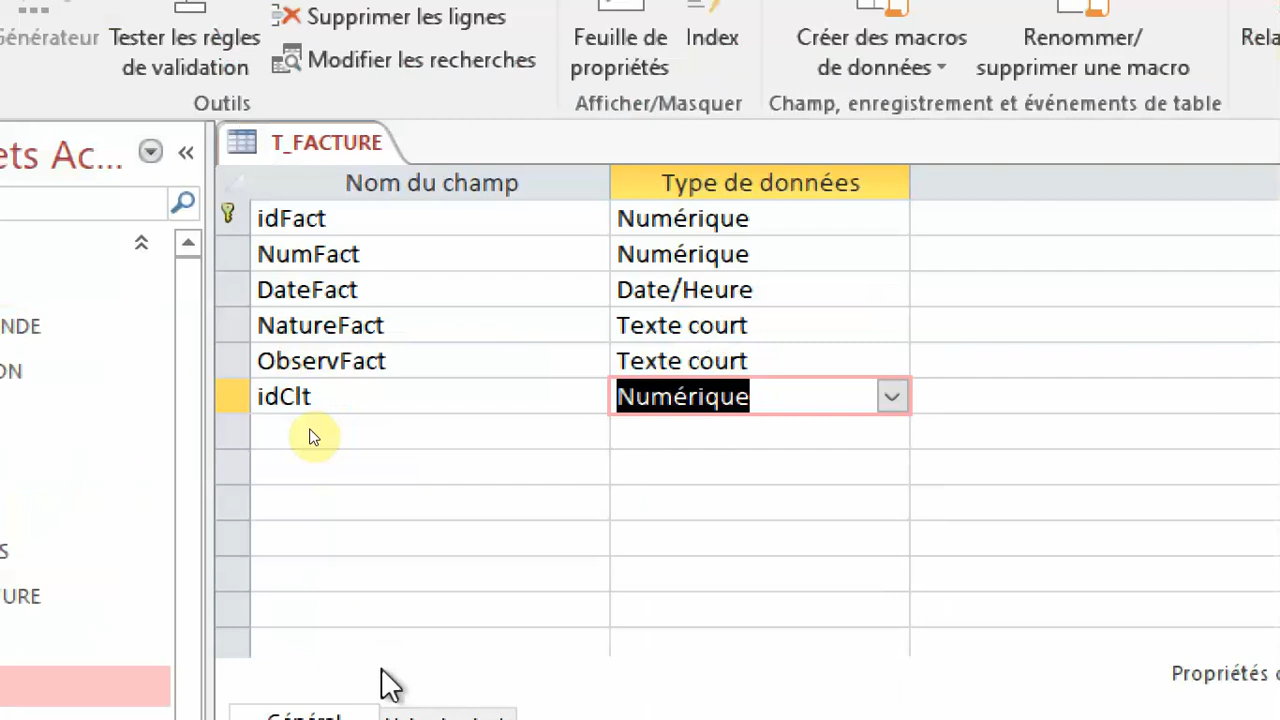 Générateur
Tester les règles
de validation
Supprimer les lignes
Modifier les recherches
Outils
Feuille de
propriétés
Index
Afficher/Masquer
Créer des macros
de données
Renommer/
supprimer une macro
Champ, enregistrement et événements de table
Rela
ets Ac...
«
NDE
ON
S
URE
T_FACTURE
Nom du champ Type de données
idFact Numérique
NumFact Numérique
DateFact Date/Heure
NatureFact Texte court
ObservFact Texte court
idClt Numérique
Propriétés
Général